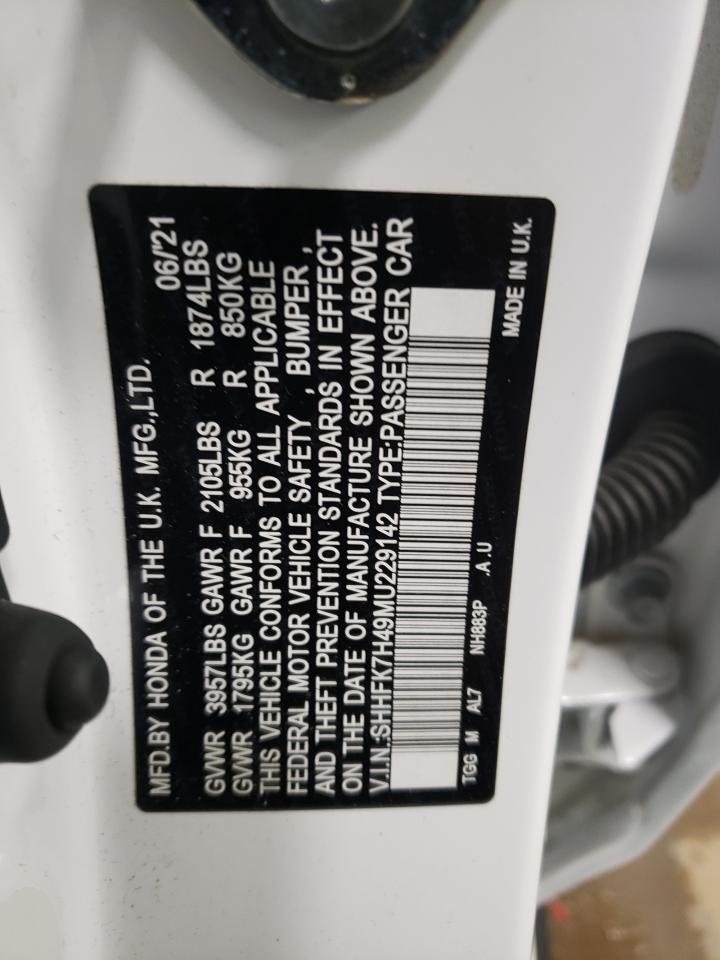 MFD.BY HONDA OF THE U.K. MFG.,LTD. 06/'21
GVWR 3957LBS GAWR F 2105LBS R 1874LBS
GVWR 1795KG GAWR F 955KG R 850KG
THIS VEHICLE CONFORMS TO ALL APPLICABLE
FEDERAL MOTOR VEHICLE SAFETY , BUMPER ,
AND THEFT PREVENTION STANDARDS IN EFFECT
ON THE DATE OF MANUFACTURE SHOWN ABOVE.
V.I.N.:SHHFK7H49MU229142 TYPE:PASSENGER CAR
TGG M AL7 NH883P .A.U MADE IN U.K.